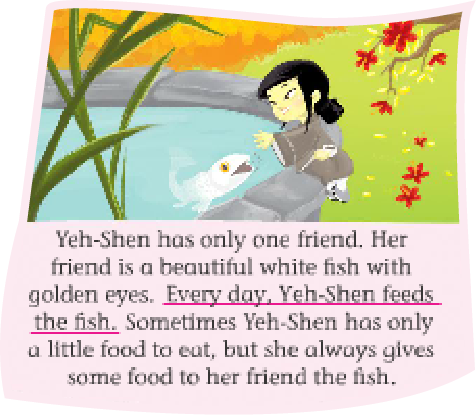 Yeh-Shen has only one friend. Her
friend is a beautiful white fish with
golden eyes. Every day, Yeh-Shen feeds
the fish. Sometimes Yeh-Shen has only
a little food to eat, but she always gives
some food to her friend the fish.